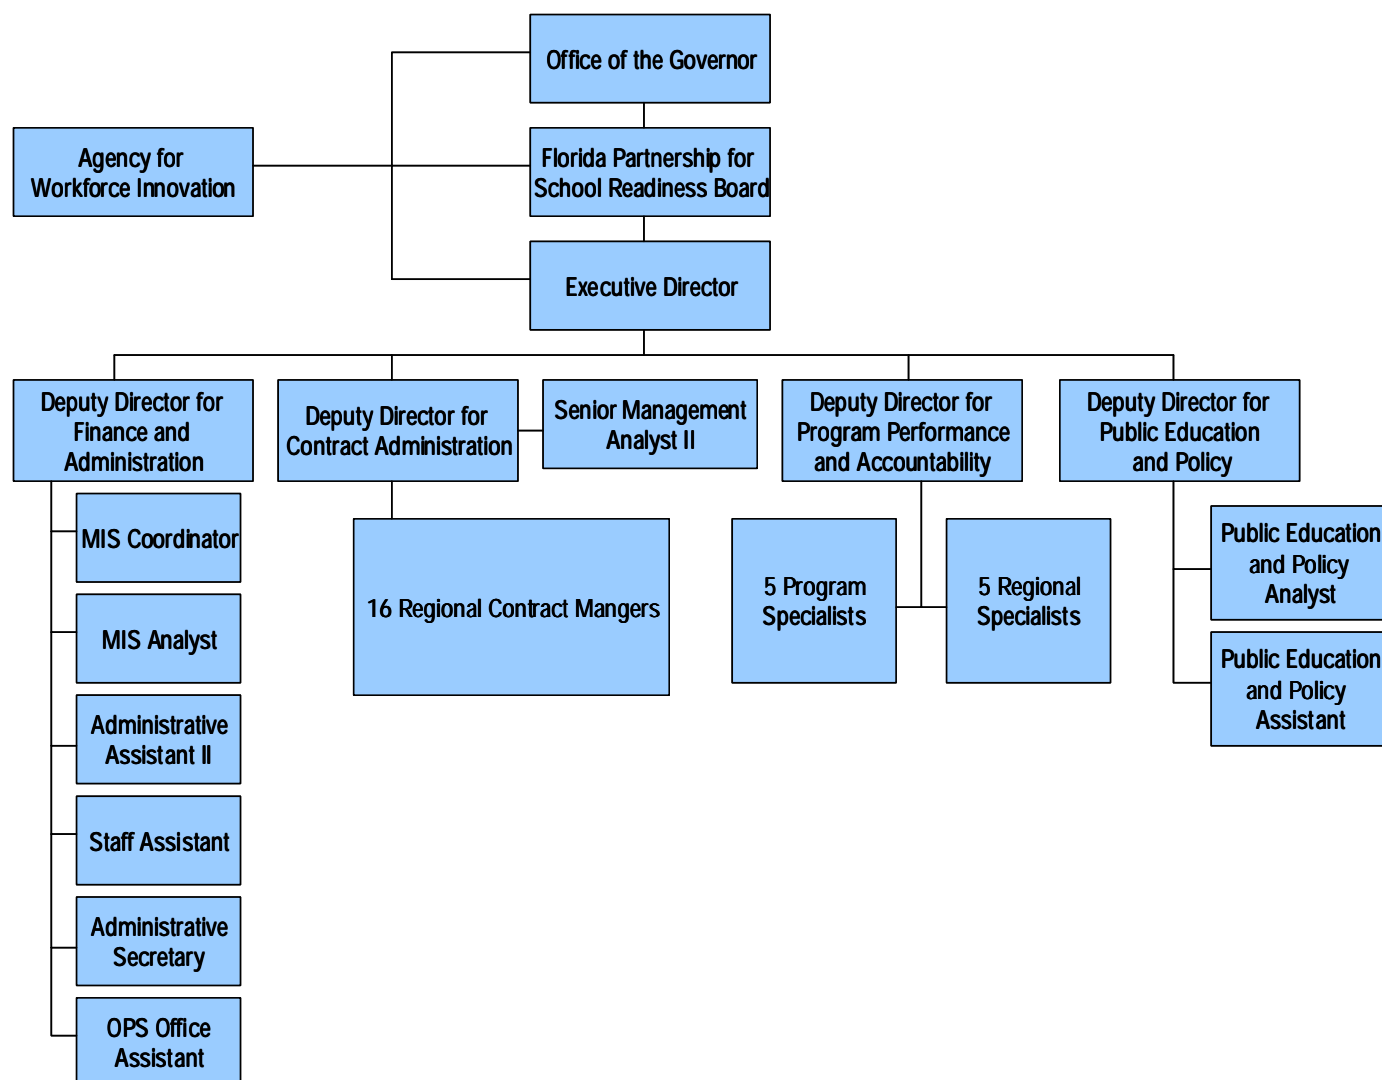 Office of the Governor
Agency for
Workforce Innovation
Florida Partnership for
School Readiness Board
Executive Director
Deputy Director for
Finance and
Administration
Deputy Director for
Contract Administration
Senior Management
Analyst II
Deputy Director for
Program Performance
and Accountability
Deputy Director for
Public Education
and Policy
MIS Coordinator
MIS Analyst
Administrative
Assistant II
Staff Assistant
Administrative
Secretary
OPS Office
Assistant
16 Regional Contract Mangers
5 Program
Specialists
5 Regional
Specialists
Public Education
and Policy
Analyst
Public Education
and Policy
Assistant